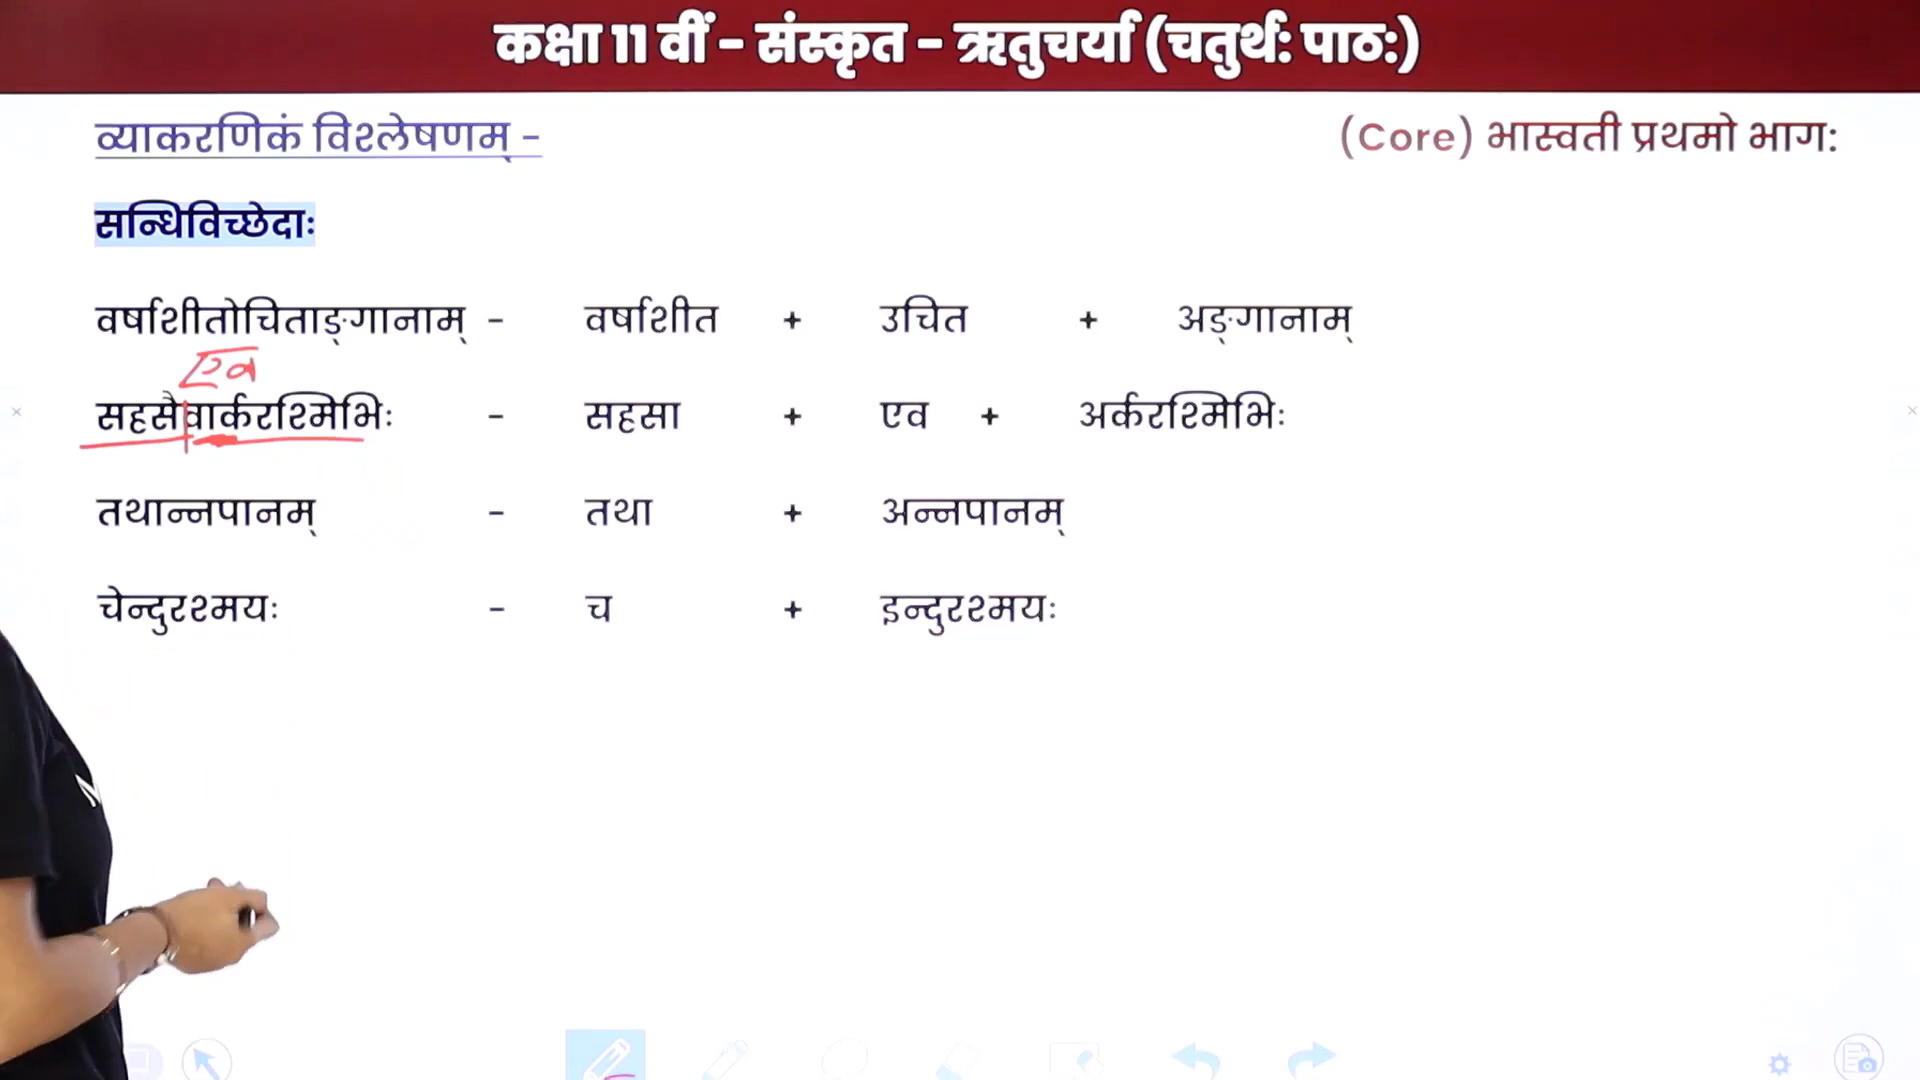 कक्षा 11 वीं - संस्कृत - ऋतुचर्या (चतुर्थ: पाठ:)
व्याकरणिकं विश्लेषणम् -
(Core) भास्वती प्रथमो भाग:
सन्धिविच्छेदाः
वर्षाशीतोचिताङ्गानाम् - वर्षाशीत + उचित + अङ्गानाम्
एव
सहसैवार्करश्मिभिः - सहसा + एव + अर्करश्मिभिः
तथान्नपानम् - तथा + अन्नपानम्
चेन्दुरश्मयः - च + इन्दुरश्मयः